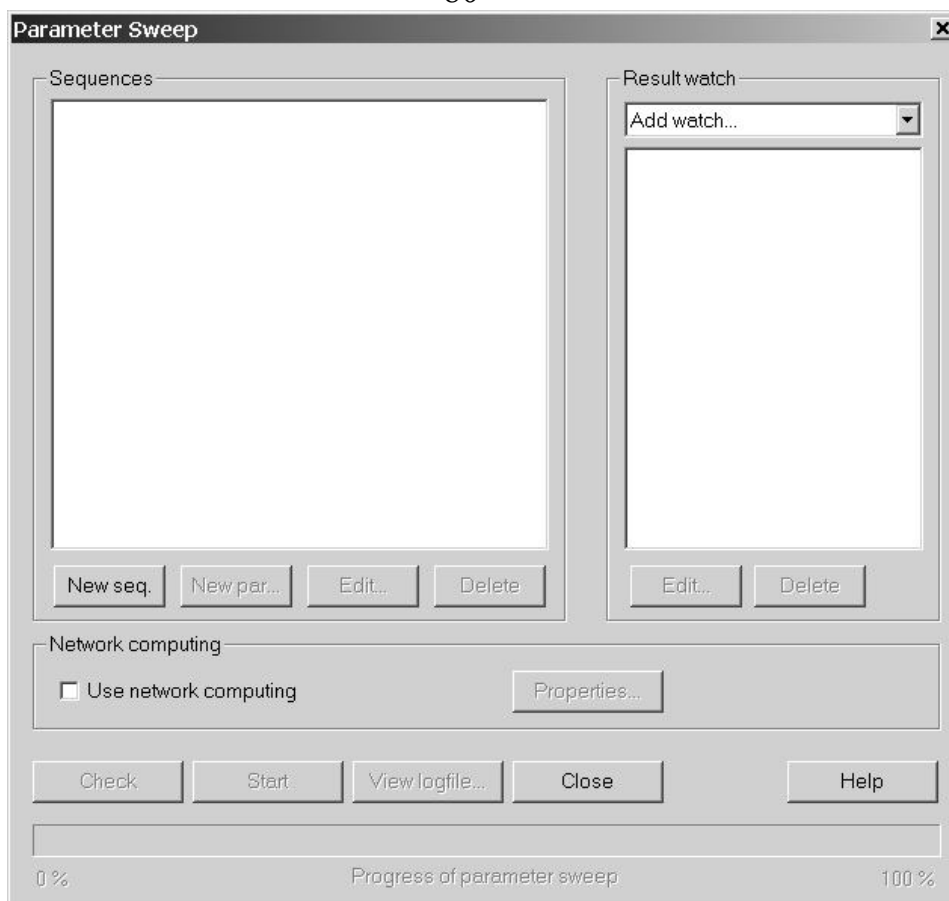 Parameter Sweep
Sequences
Result watch
Add watch...
New seq.
New par...
Edit...
Delete
Edit...
Delete
Network computing
Use network computing
Properties...
Check
Start
View logfile...
Close
Help
0 %
Progress of parameter sweep
100 %